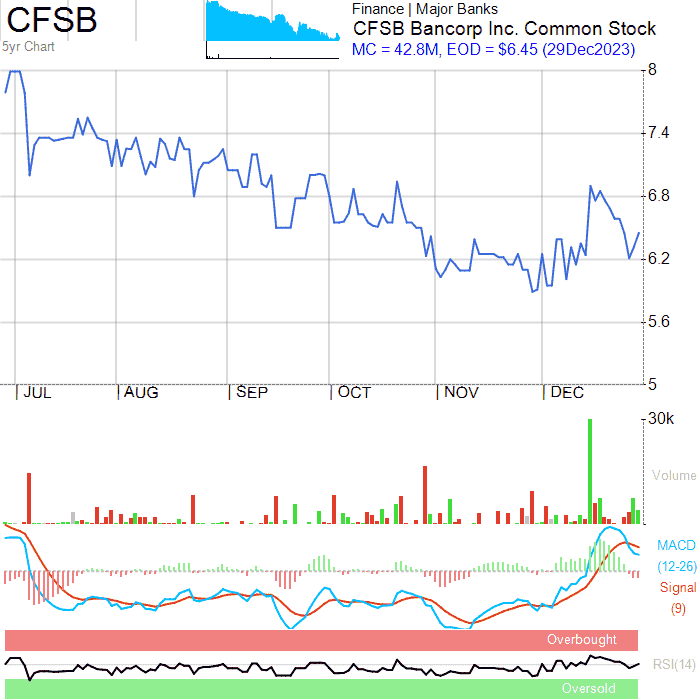 CFSB
5yr Chart
Finance | Major Banks
CFSB Bancorp Inc. Common Stock
MC = 42.8M, EOD = $6.45 (29Dec2023)
8
7.4
6.8
6.2
5.6
5
| JUL | AUG | SEP | OCT | NOV | DEC
30k
Volume
MACD
(12-26)
Signal
(9)
Overbought
RSI(14)
Oversold